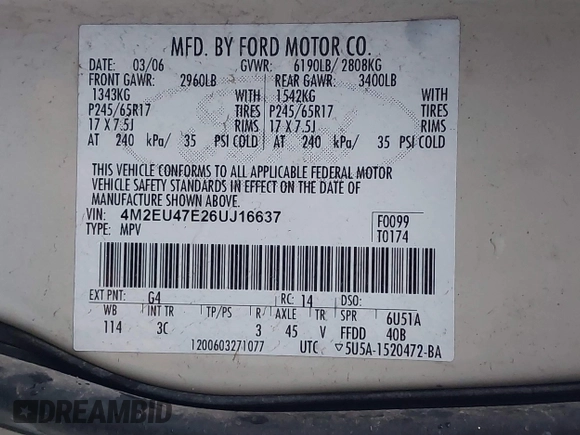 MFD. BY FORD MOTOR CO.
DATE: 03/06 GVWR: 6190LB/ 2808KG
FRONT GAWR: 2960LB REAR GAWR: 3400LB
1343KG WITH 1542KG WITH
P245/65R17 TIRES P245/65R17 TIRES
17 X 7.5J RIMS 17 X 7.5J RIMS
AT 240 kPa/ 35 PSI COLD AT 240 kPa/ 35 PSI COLD
THIS VEHICLE CONFORMS TO ALL APPLICABLE FEDERAL MOTOR
VEHICLE SAFETY STANDARDS IN EFFECT ON THE DATE OF
MANUFACTURE SHOWN ABOVE.
VIN: 4M2EU47E26UJ16637 F0099
TYPE: MPV T0174
EXT PNT: G4 RC: 14 DSO:
WB INT TR TP/PS R AXLE TR SPR 6U51A
114 3C 3 45 V FFDD 40B
1200603271077 UTC ▽5U5A-1520472-BA
DREAMBID